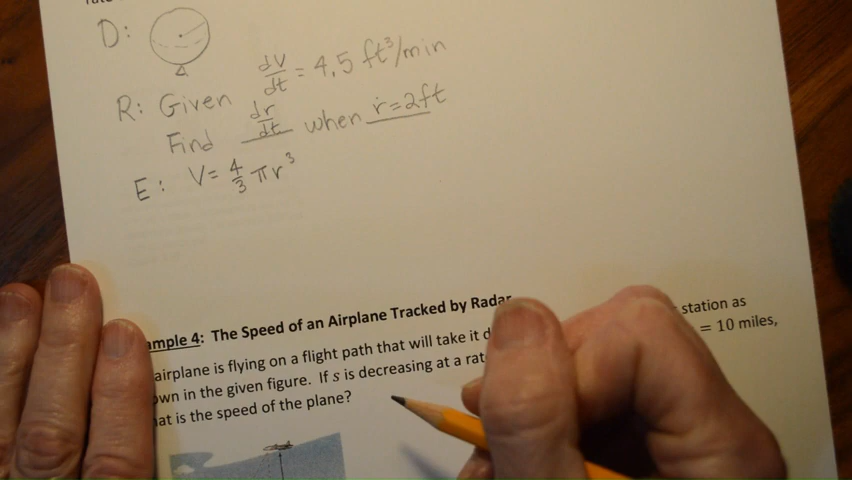 D:
R: Given dV/dt = 4.5 ft³/min
Find dr/dt when r = 2ft
E: V = 4/3 πr³
ample 4: The Speed of an Airplane Tracked by Radar
airplane is flying on a flight path that will take it d station as
own in the given figure. If s is decreasing at a rat = 10 miles,
at is the speed of the plane?